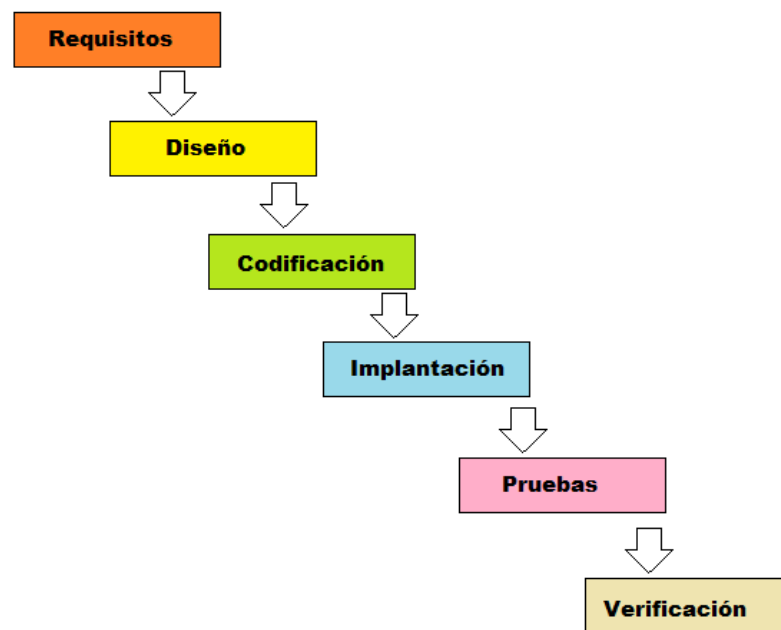 Requisitos
Diseño
Codificación
Implantación
Pruebas
Verificación